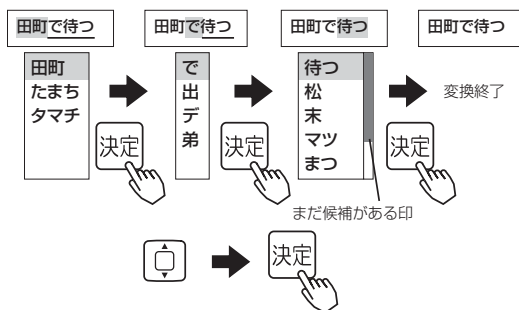 田町で待つ
田町で待つ
田町で待つ
田町で待つ
田町
たまち
タマチ
で
出
デ
弟
待つ
松
末
マツ
まつ
変換終了
決定
決定
決定
まだ候補がある印
決定